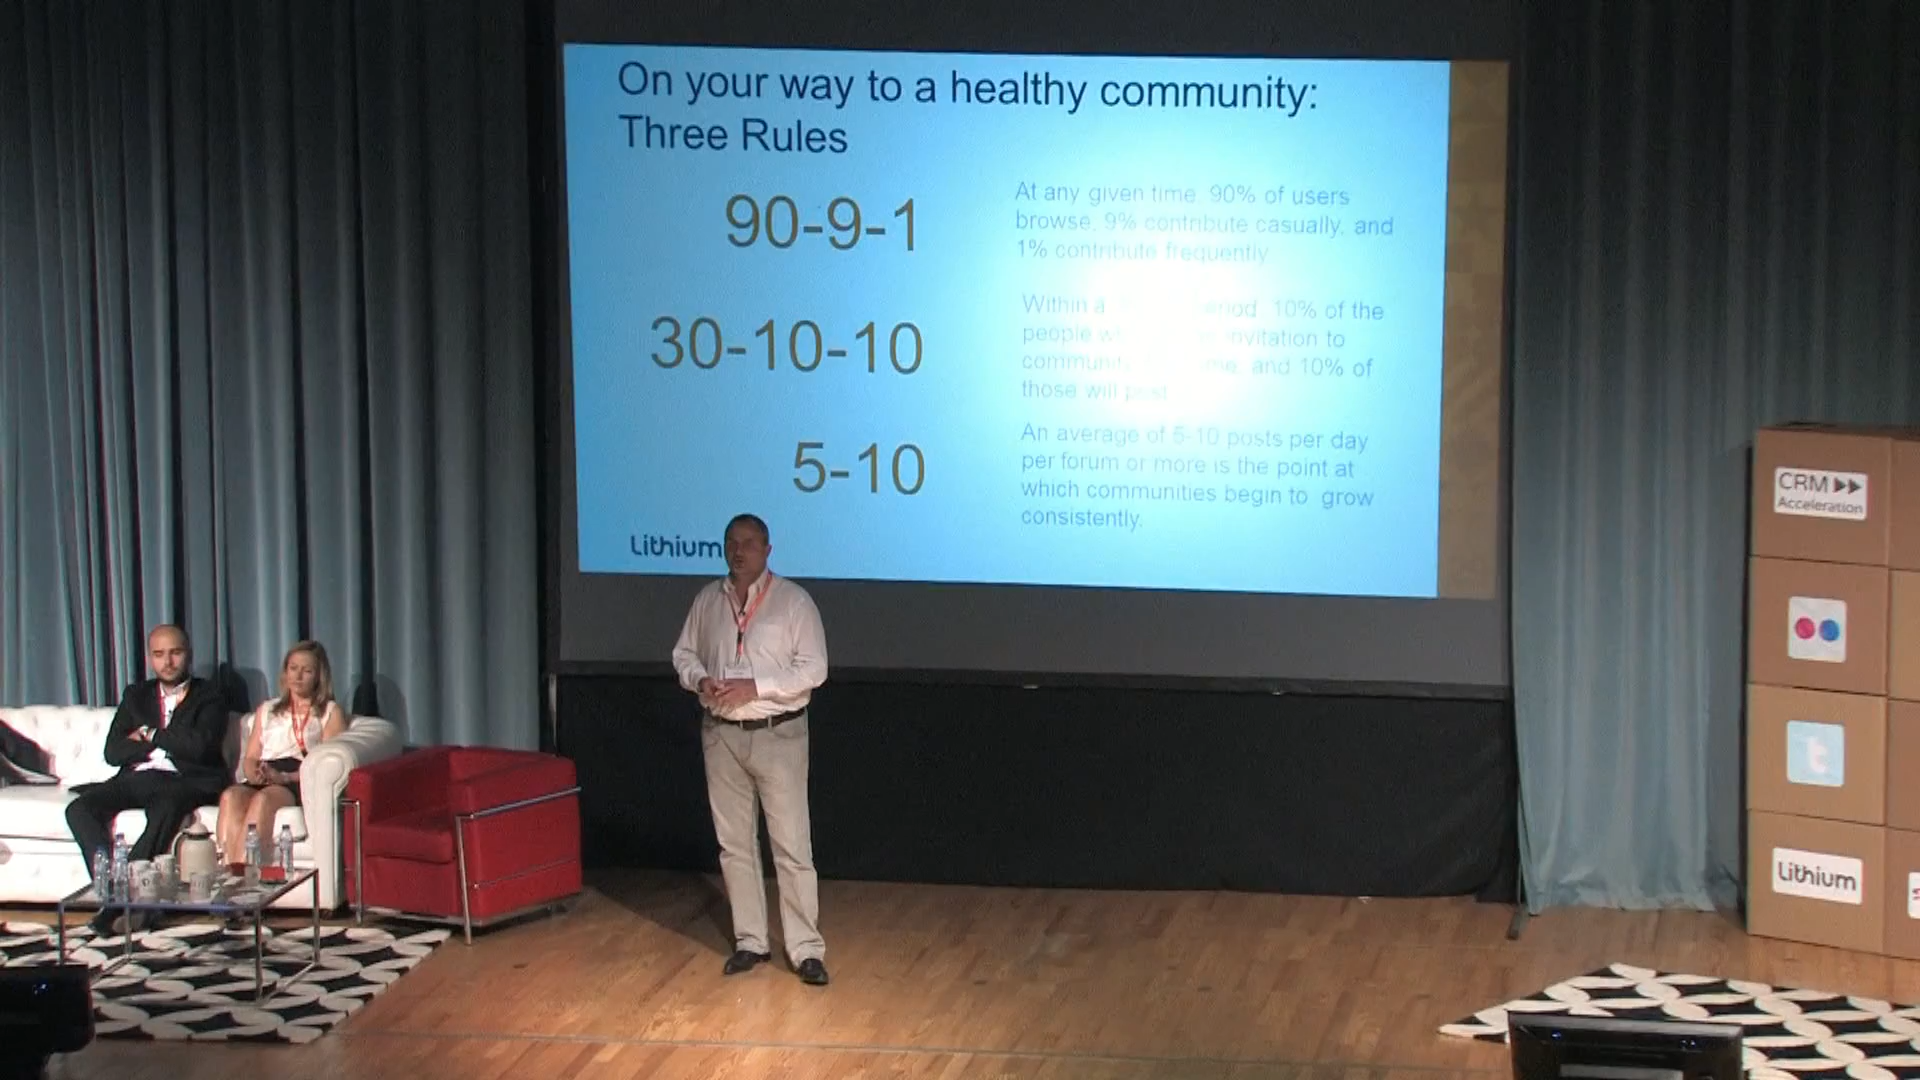 On your way to a healthy community:
Three Rules
90-9-1
At any given time, 90% of users
browse, 9% contribute casually, and
1% contribute frequently
30-10-10
Within a 10% of the
people invitation to
and 10% of
those will post
5-10
An average of 5-10 posts per day
per forum or more is the point at
which communities begin to grow
consistently.
Lithium
CRM
Acceleration
t
Lithium